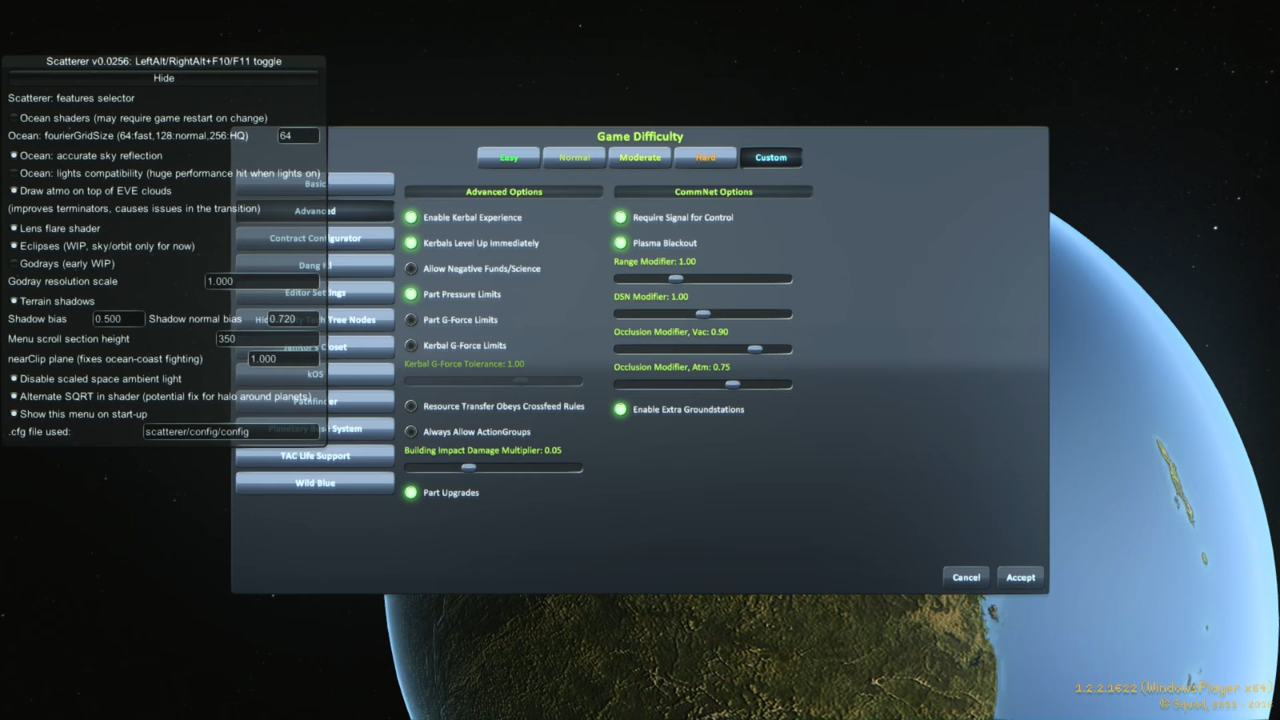 Scatterer v0.0256: LeftAlt/RightAlt+F10/F11 toggle
Hide
Scatterer: features selector
Ocean shaders (may require game restart on change)
Ocean: fourierGridSize (64:fast,128:normal,256:HQ) 64
Ocean: accurate sky reflection
Ocean: lights compatibility (huge performance hit when lights on)
Draw atmo on top of EVE clouds
(improves terminators, causes issues in the transition)
Lens flare shader
Eclipses (WIP, sky/orbit only for now)
Godrays (early WIP)
Godray resolution scale 1.000
Terrain shadows
Shadow bias 0.500 Shadow normal bias 0.720
Menu scroll section height 350
nearClip plane (fixes ocean-coast fighting) 1.000
Disable scaled space ambient light
Alternate SQRT in shader (potential fix for halo around planets)
Show this menu on start-up
.cfg file used: scatterer/config/config
Game Difficulty
Easy Normal Moderate Hard Custom
Basic
Advanced
Contract Configurator
Dang It!
Editor Settings
Tech Tree Nodes
Closet
kOS
Pathfinder
System
TAC Life Support
Wild Blue
Advanced Options
Enable Kerbal Experience
Kerbals Level Up Immediately
Allow Negative Funds/Science
Part Pressure Limits
Part G-Force Limits
Kerbal G-Force Limits
Kerbal G-Force Tolerance: 1.00
Resource Transfer Obeys Crossfeed Rules
Always Allow ActionGroups
Building Impact Damage Multiplier: 0.05
Part Upgrades
CommNet Options
Require Signal for Control
Plasma Blackout
Range Modifier: 1.00
DSN Modifier: 1.00
Occlusion Modifier, Vac: 0.90
Occlusion Modifier, Atm: 0.75
Enable Extra Groundstations
Cancel Accept
1.2.2.1622 (WindowsPlayer x64)
© Squad, 2011 -